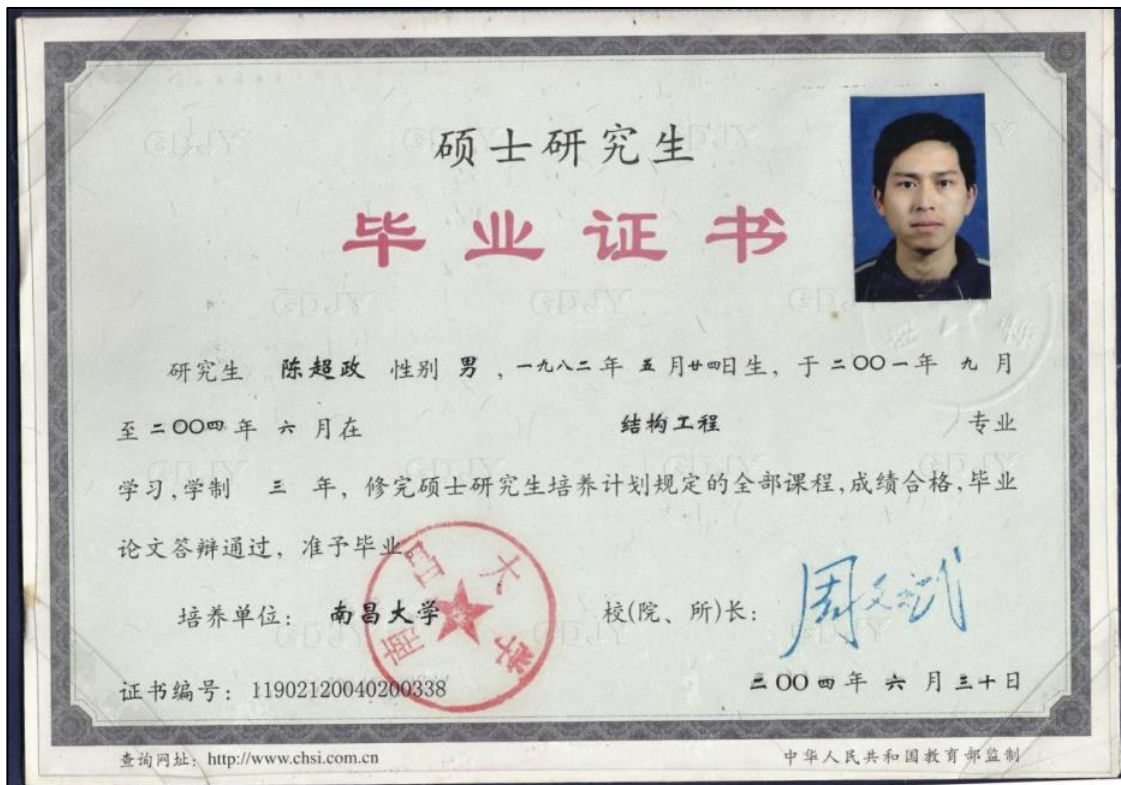 硕士研究生
毕业证书
研究生 陈超政 性别 男 ,一九八二年 五 月廿四日生, 于 二〇〇一年 九 月
至 二〇〇四 年 六 月在 结构工程 专业
学习,学制 三 年, 修完硕士研究生培养计划规定的全部课程,成绩合格,毕业
论文答辩通过, 准予毕业。
南昌大学
培养单位: 南昌大学 校(院、所)长: 周文斌
证书编号: 11902120040200338
二〇〇四 年 六 月 三十日
查询网址: http://www.chsi.com.cn 中华人民共和国教育部监制